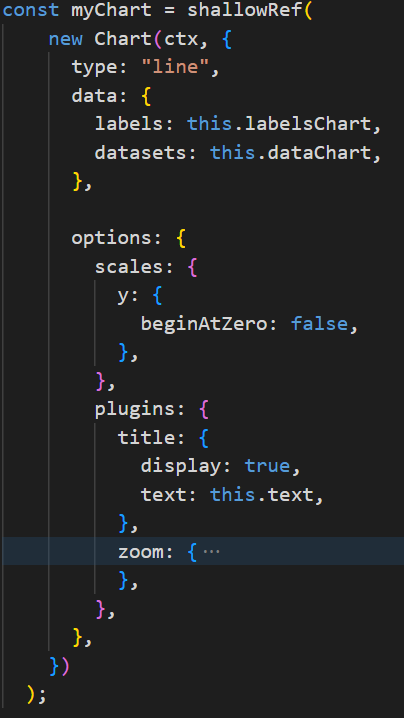 const myChart = shallowRef(
new Chart(ctx, {
type: "line",
data: {
labels: this.labelsChart,
datasets: this.dataChart,
},
options: {
scales: {
y: {
beginAtZero: false,
},
},
plugins: {
title: {
display: true,
text: this.text,
},
zoom: {···
},
},
},
})
);